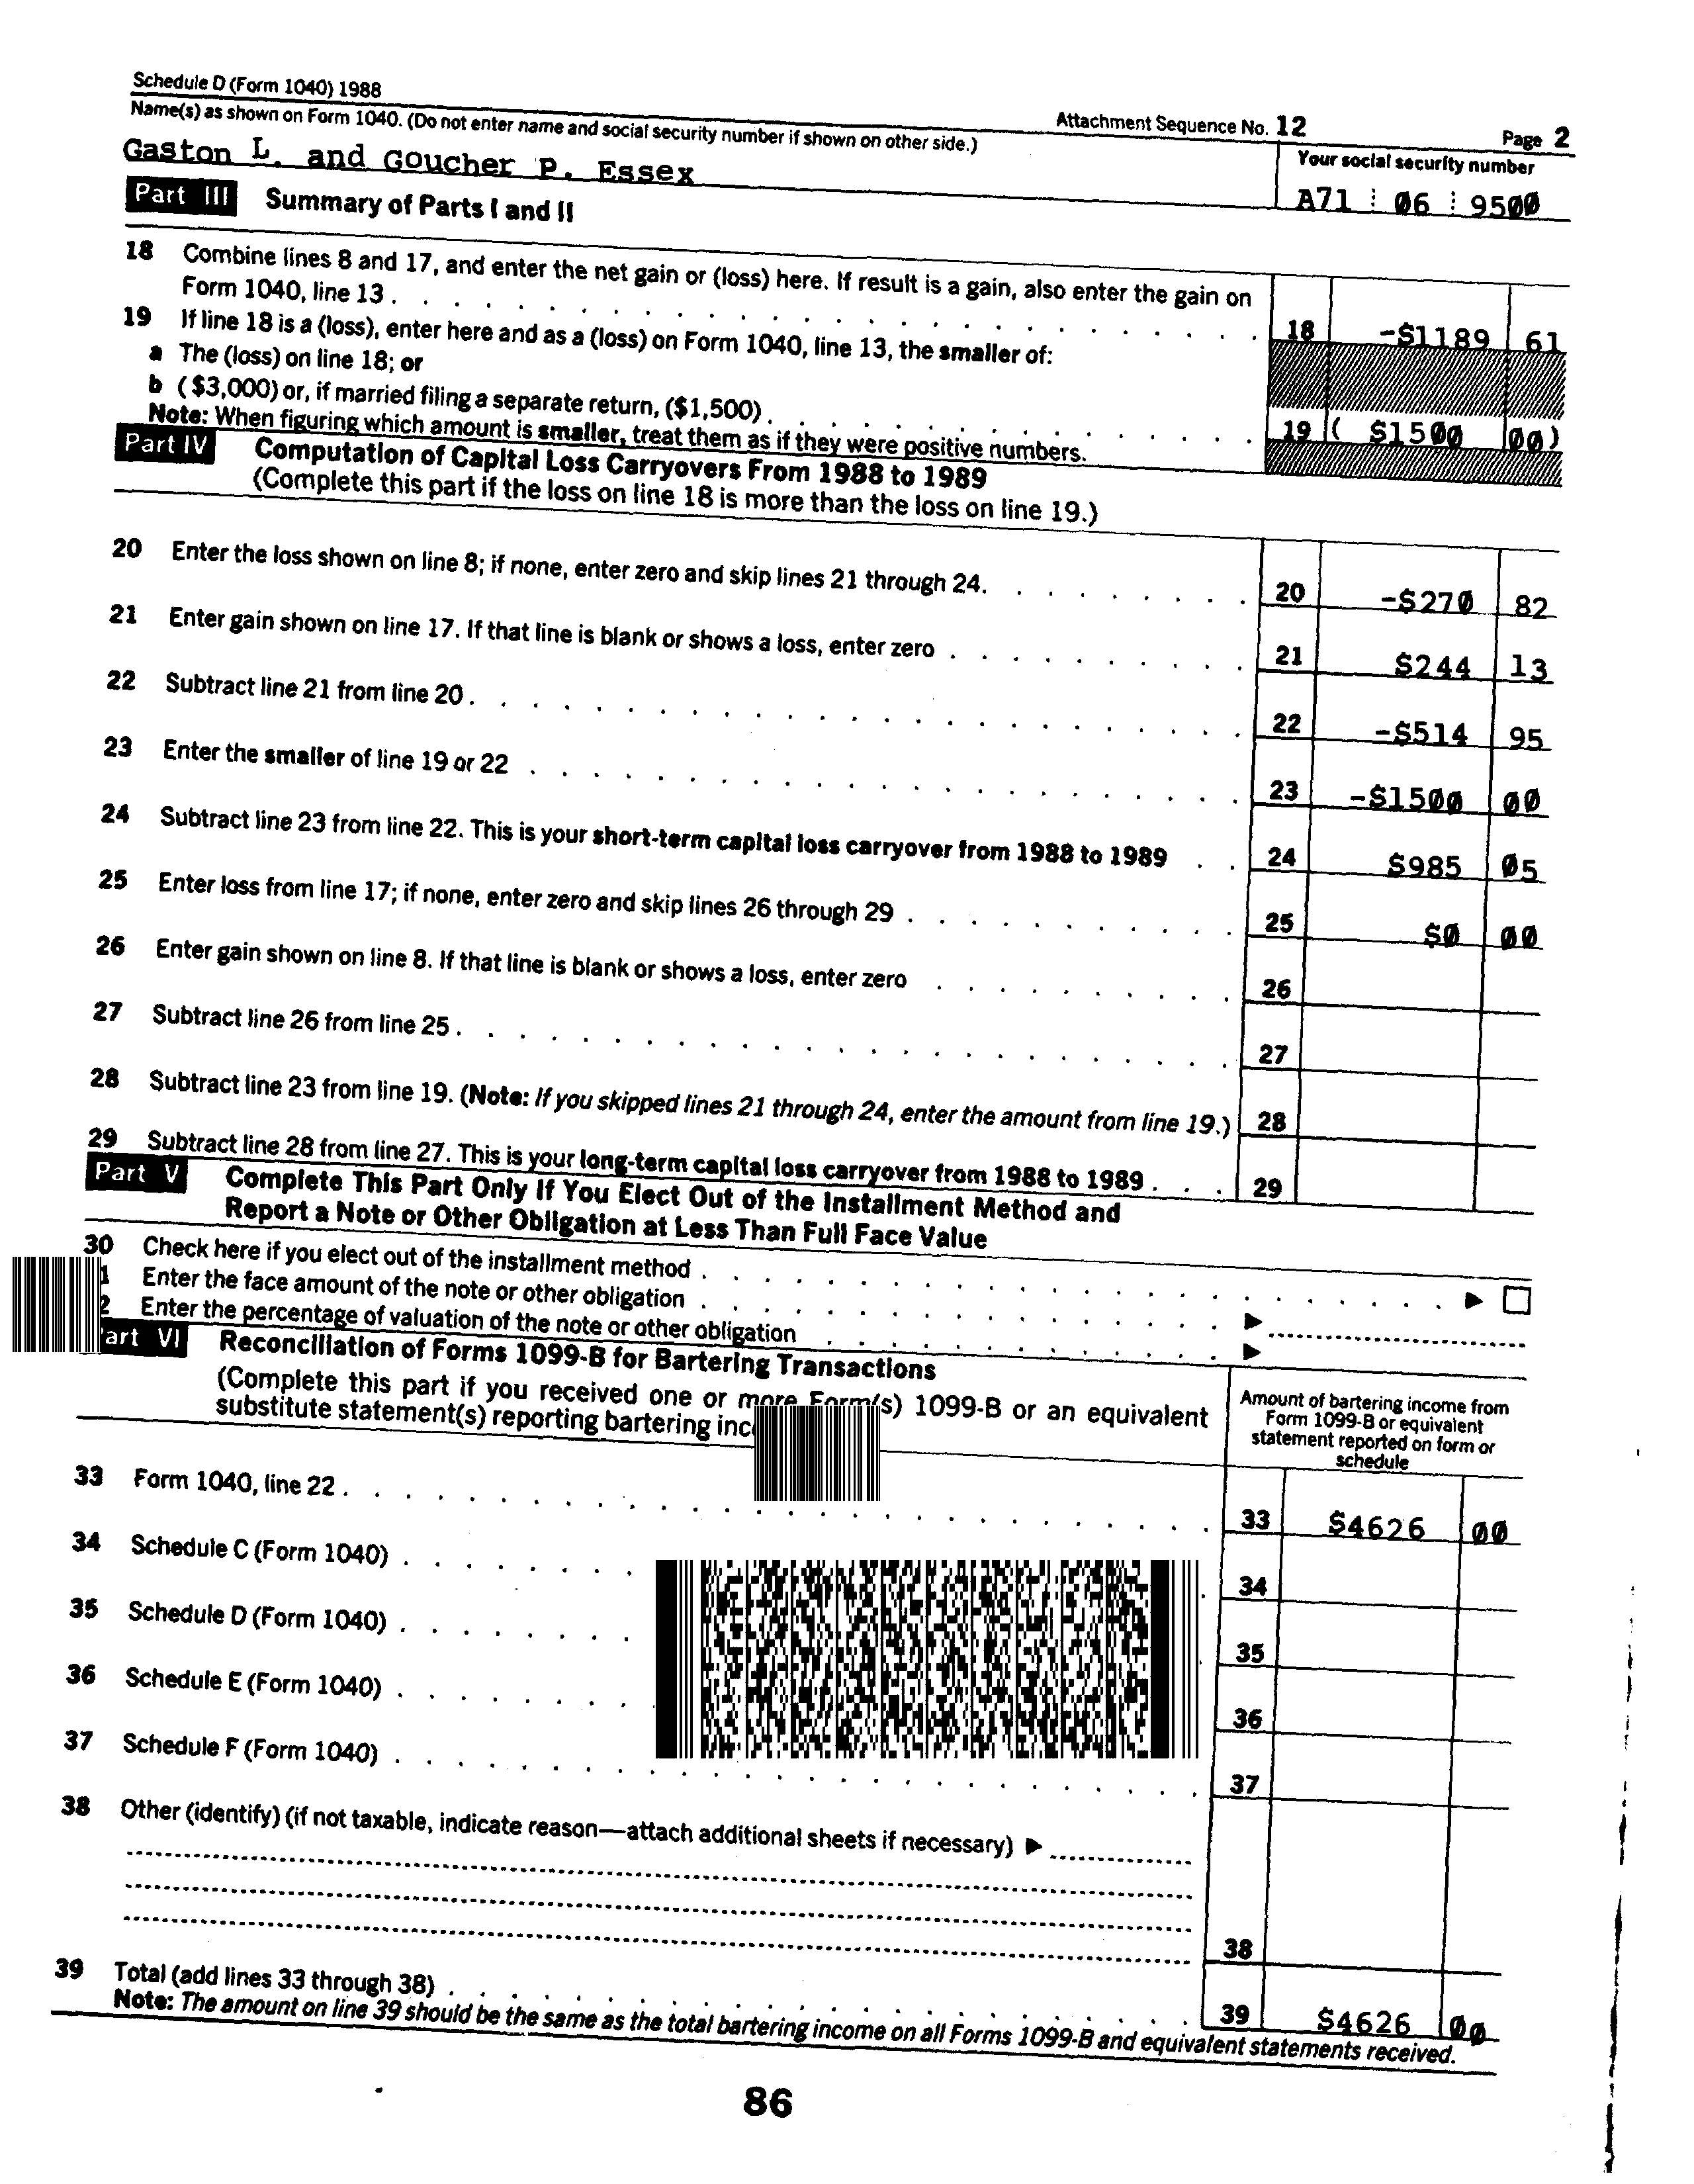 Schedule D (Form 1040) 1988
Attachment Sequence No. 12
Page 2
Name(s) as shown on Form 1040. (Do not enter name and social security number if shown on other side.)
Your social security number
Gaston L. and Goucher P. Essex
A71 06 9500
Part III Summary of Parts I and II
18 Combine lines 8 and 17, and enter the net gain or (loss) here. If result is a gain, also enter the gain on
Form 1040, line 13 . . . 18 -$1189 61
19 If line 18 is a (loss), enter here and as a (loss) on Form 1040, line 13, the smaller of:
a The (loss) on line 18; or
b ($3,000) or, if married filing a separate return, ($1,500) . . . 19 ( $1500 00)
Note: When figuring which amount is smaller, treat them as if they were positive numbers.
Part IV Computation of Capital Loss Carryovers From 1988 to 1989
(Complete this part if the loss on line 18 is more than the loss on line 19.)
20 Enter the loss shown on line 8; if none, enter zero and skip lines 21 through 24. . . . 20 -$270 82
21 Enter gain shown on line 17. If that line is blank or shows a loss, enter zero . . . 21 $244 13
22 Subtract line 21 from line 20 . . . 22 -$514 95
23 Enter the smaller of line 19 or 22 . . . 23 -$1500 00
24 Subtract line 23 from line 22. This is your short-term capital loss carryover from 1988 to 1989 . . 24 $985 05
25 Enter loss from line 17; if none, enter zero and skip lines 26 through 29 . . . 25 $0 00
26 Enter gain shown on line 8. If that line is blank or shows a loss, enter zero . . . 26
27 Subtract line 26 from line 25 . . . 27
28 Subtract line 23 from line 19. (Note: If you skipped lines 21 through 24, enter the amount from line 19.) 28
29 Subtract line 28 from line 27. This is your long-term capital loss carryover from 1988 to 1989 . . . 29
Part V Complete This Part Only If You Elect Out of the Installment Method and
Report a Note or Other Obligation at Less Than Full Face Value
30 Check here if you elect out of the installment method . . . ▶ □
1 Enter the face amount of the note or other obligation . . . ▶
2 Enter the percentage of valuation of the note or other obligation . . . ▶
art VI Reconciliation of Forms 1099-B for Bartering Transactions
(Complete this part if you received one or more Form(s) 1099-B or an equivalent
substitute statement(s) reporting bartering inc
Amount of bartering income from
Form 1099-B or equivalent
statement reported on form or
schedule
33 Form 1040, line 22 . . . 33 $4626 00
34 Schedule C (Form 1040) . . . 34
35 Schedule D (Form 1040) . . . 35
36 Schedule E (Form 1040) . . . 36
37 Schedule F (Form 1040) . . . 37
38 Other (identify) (if not taxable, indicate reason—attach additional sheets if necessary) ▶
38
39 Total (add lines 33 through 38) . . . 39 $4626 00
Note: The amount on line 39 should be the same as the total bartering income on all Forms 1099-B and equivalent statements received.
86